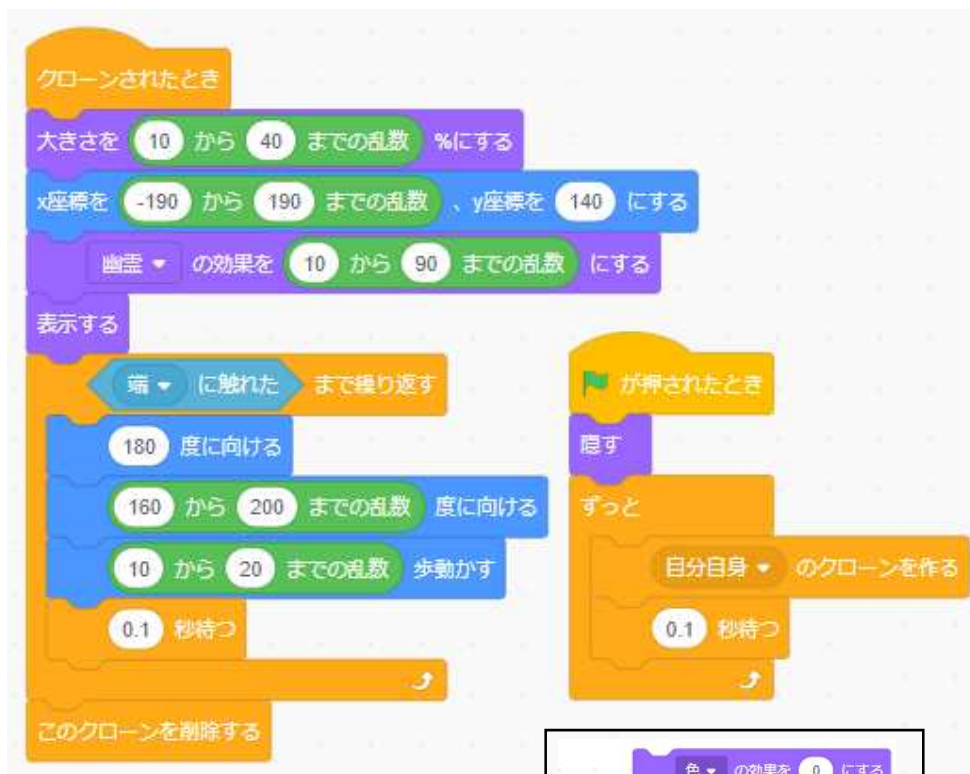 クローンされたとき
大きさを 10 から 40 までの乱数 %にする
x座標を -190 から 190 までの乱数 、y座標を 140 にする
幽霊 の効果を 10 から 90 までの乱数 にする
表示する
端 に触れた まで繰り返す
180 度に向ける
160 から 200 までの乱数 度に向ける
10 から 20 までの乱数 歩動かす
0.1 秒待つ
このクローンを削除する
が押されたとき
隠す
ずっと
自分自身 のクローンを作る
0.1 秒待つ
色 の効果を 0 にする